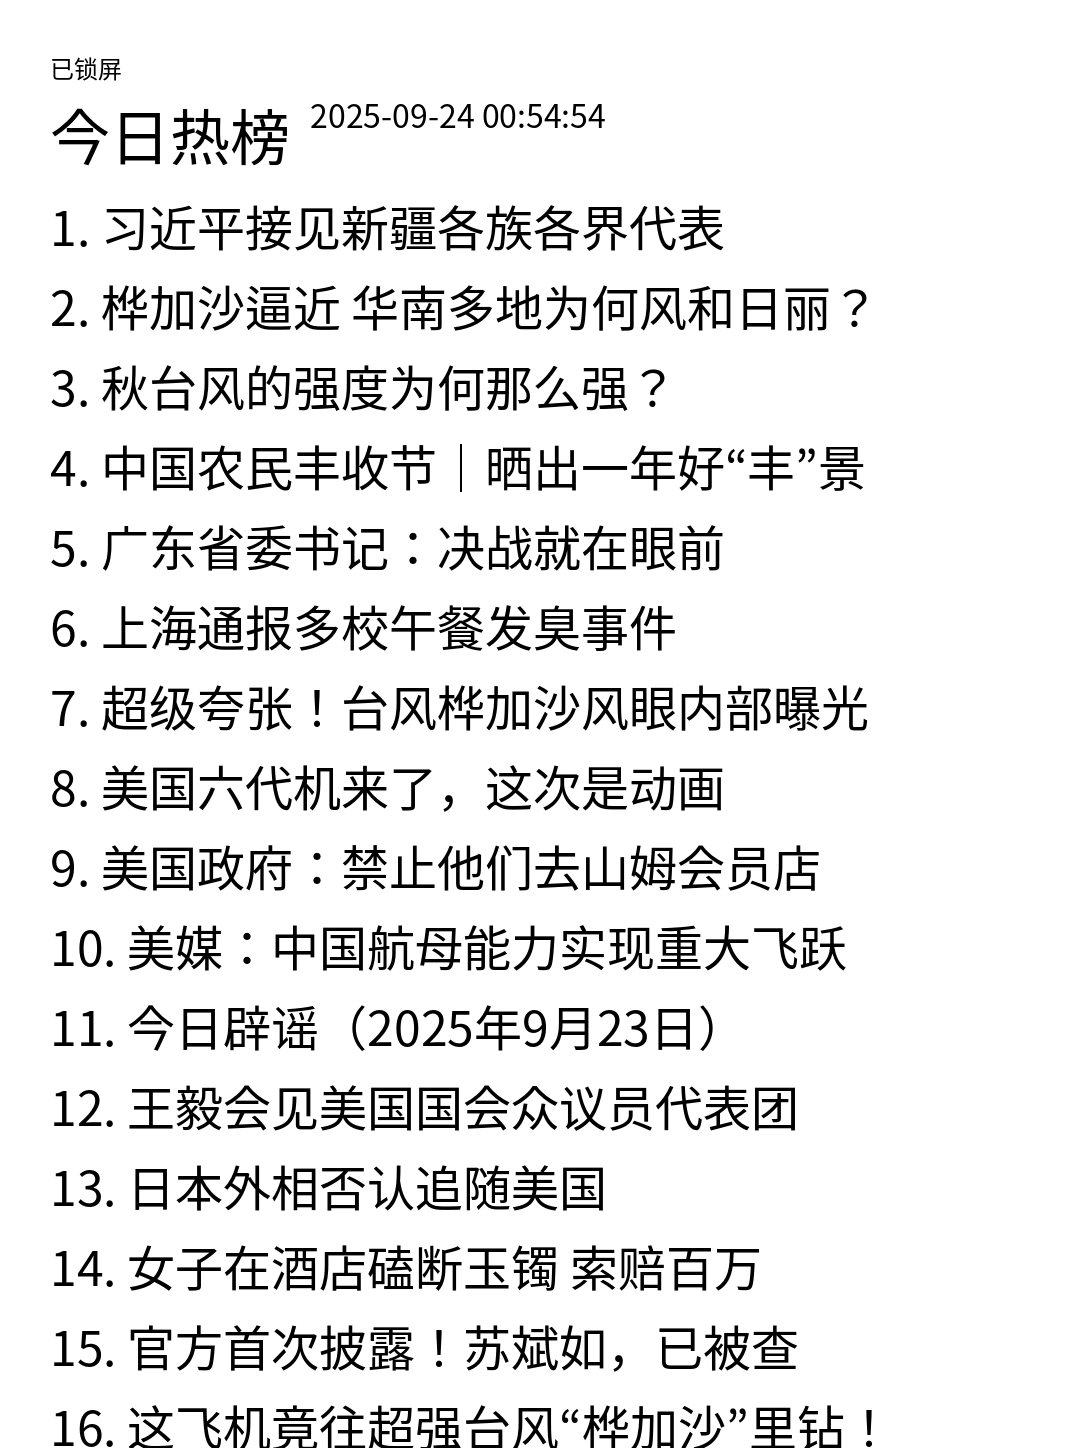 已锁屏
今日热榜 2025-09-24 00:54:54
1. 习近平接见新疆各族各界代表
2. 桦加沙逼近 华南多地为何风和日丽？
3. 秋台风的强度为何那么强？
4. 中国农民丰收节｜晒出一年好“丰”景
5. 广东省委书记：决战就在眼前
6. 上海通报多校午餐发臭事件
7. 超级夸张！台风桦加沙风眼内部曝光
8. 美国六代机来了，这次是动画
9. 美国政府：禁止他们去山姆会员店
10. 美媒：中国航母能力实现重大飞跃
11. 今日辟谣（2025年9月23日）
12. 王毅会见美国国会众议员代表团
13. 日本外相否认追随美国
14. 女子在酒店磕断玉镯 索赔百万
15. 官方首次披露！苏斌如，已被查
16. 这飞机竟往超强台风“桦加沙”里钻！